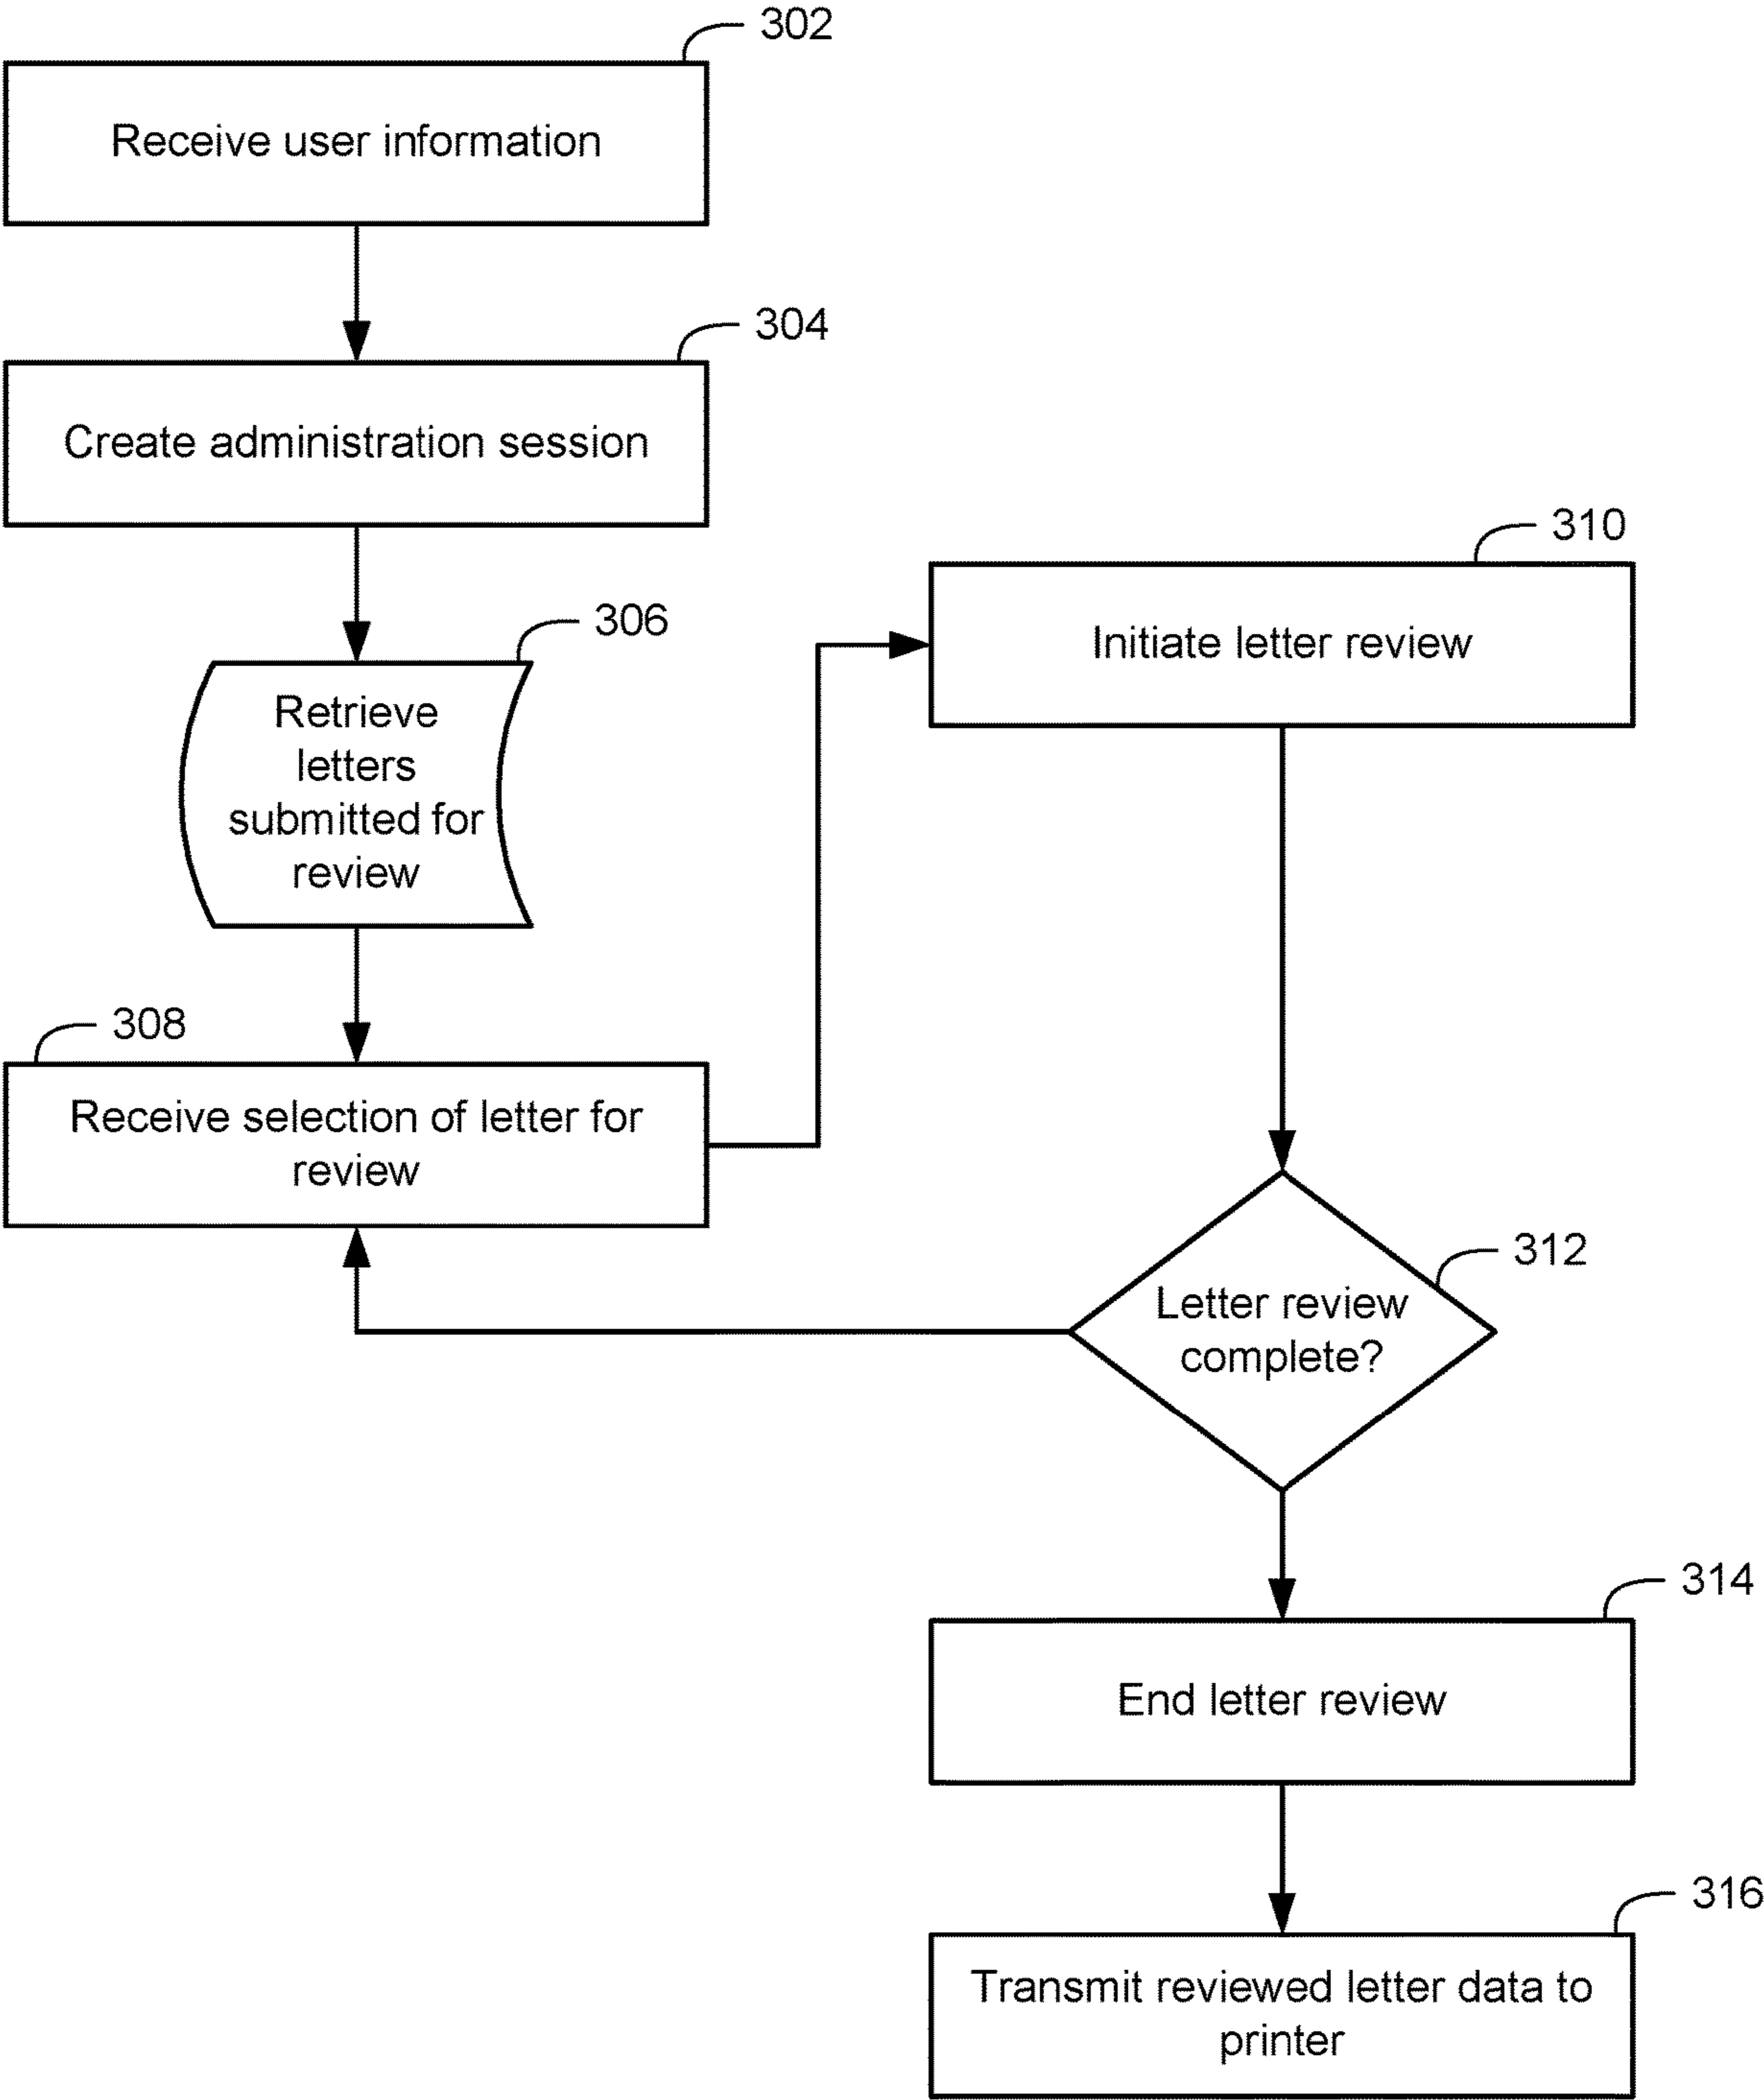 302
Receive user information
304
Create administration session
306
Retrieve
letters
submitted for
review
308
Receive selection of letter for
review
310
Initiate letter review
312
Letter review
complete?
314
End letter review
316
Transmit reviewed letter data to
printer